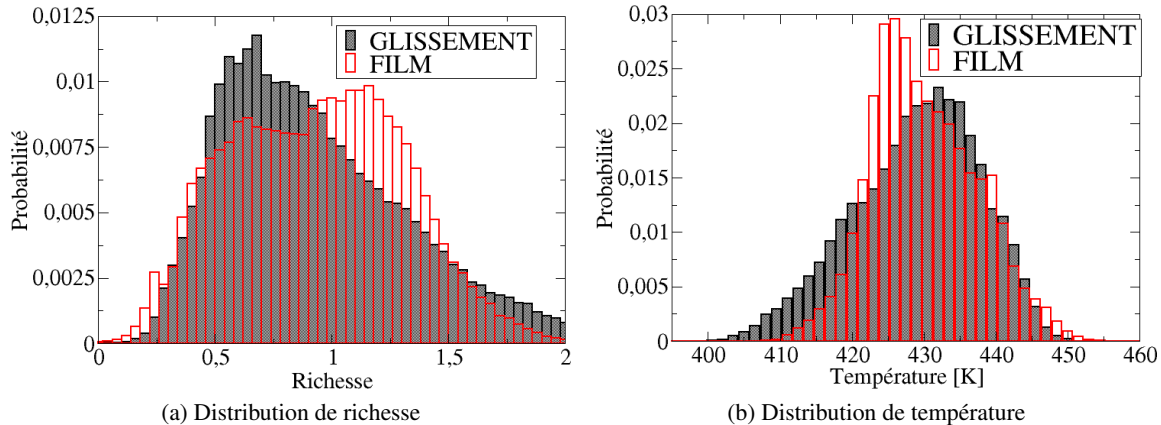 0,0125
0,01
0,0075
0,005
0,0025
0
Probabilité
GLISSEMENT
FILM
0 0,5 1 1,5 2
Richesse
(a) Distribution de richesse
0,03
0,025
0,02
0,015
0,01
0,005
0
Probabilité
GLISSEMENT
FILM
400 410 420 430 440 450 460
Température [K]
(b) Distribution de température